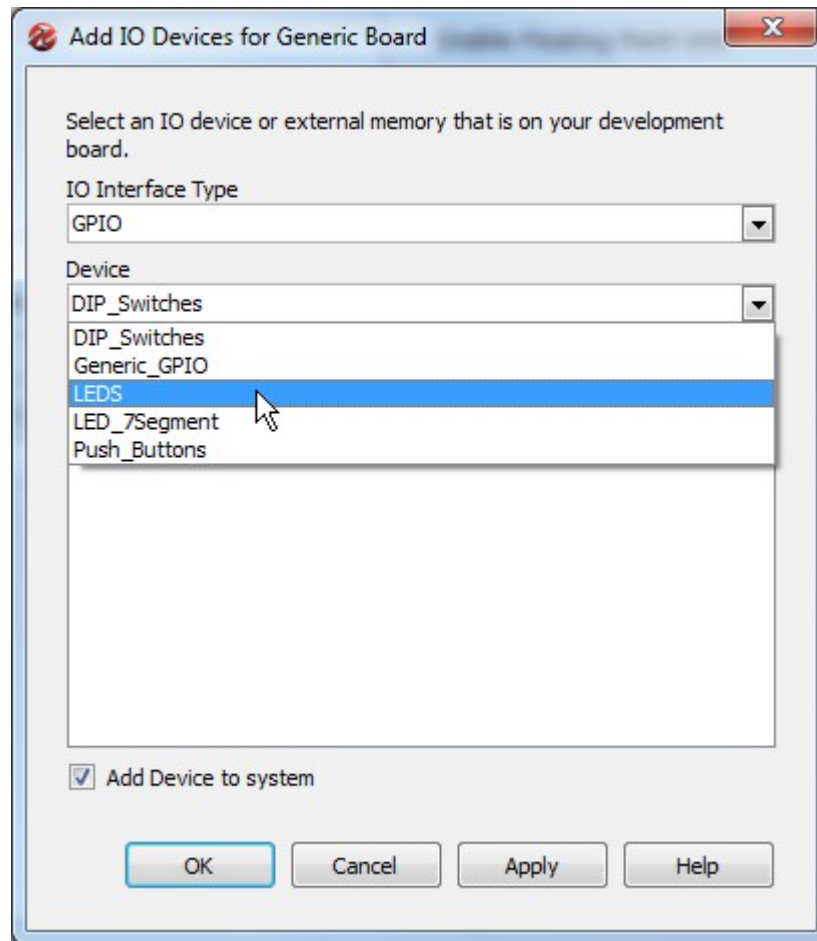 Add IO Devices for Generic Board
Select an IO device or external memory that is on your development
board.
IO Interface Type
GPIO
Device
DIP_Switches
DIP_Switches
Generic_GPIO
LEDS
LED_7Segment
Push_Buttons
Add Device to system
OK Cancel Apply Help